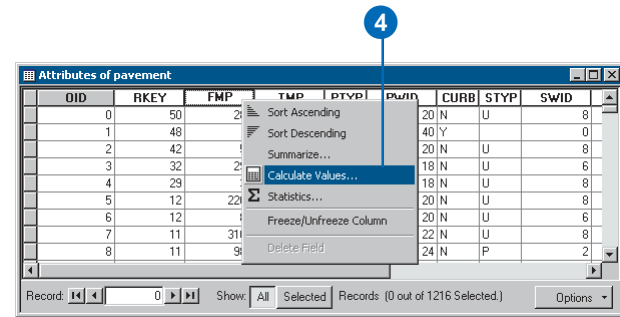 4
Attributes of pavement
OID RKEY FMP TMP PTYP PWID CURB STYP SWID
0 50 20 N U 8
1 48 40 Y 0
2 42 20 N U 8
3 32 18 N U 6
4 29 18 N U 8
5 12 20 N U 8
6 12 20 N U 6
7 11 22 N U 8
8 11 24 N P 2
Sort Ascending
Sort Descending
Summarize...
Calculate Values...
Σ Statistics...
Freeze/Unfreeze Column
Delete Field
Record: 0 Show: All Selected Records (0 out of 1216 Selected.) Options